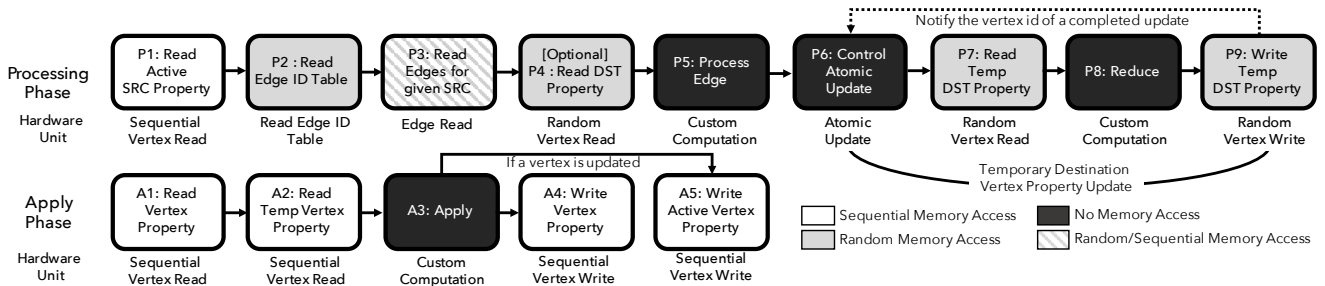 Notify the vertex id of a completed update
Processing
Phase
P1: Read
Active
SRC Property
P2 : Read
Edge ID Table
P3: Read
Edges for
given SRC
[Optional]
P4 : Read DST
Property
P5: Process
Edge
P6: Control
Atomic
Update
P7: Read
Temp
DST Property
P8: Reduce
P9: Write
Temp
DST Property
Hardware
Unit
Sequential
Vertex Read
Read Edge ID
Table
Edge Read
Random
Vertex Read
Custom
Computation
Atomic
Update
Random
Vertex Read
Custom
Computation
Random
Vertex Write
If a vertex is updated
Temporary Destination
Vertex Property Update
Apply
Phase
A1: Read
Vertex
Property
A2: Read
Temp Vertex
Property
A3: Apply
A4: Write
Vertex
Property
A5: Write
Active Vertex
Property
Hardware
Unit
Sequential
Vertex Read
Sequential
Vertex Read
Custom
Computation
Sequential
Vertex Write
Sequential
Vertex Write
Sequential Memory Access
No Memory Access
Random Memory Access
Random/Sequential Memory Access